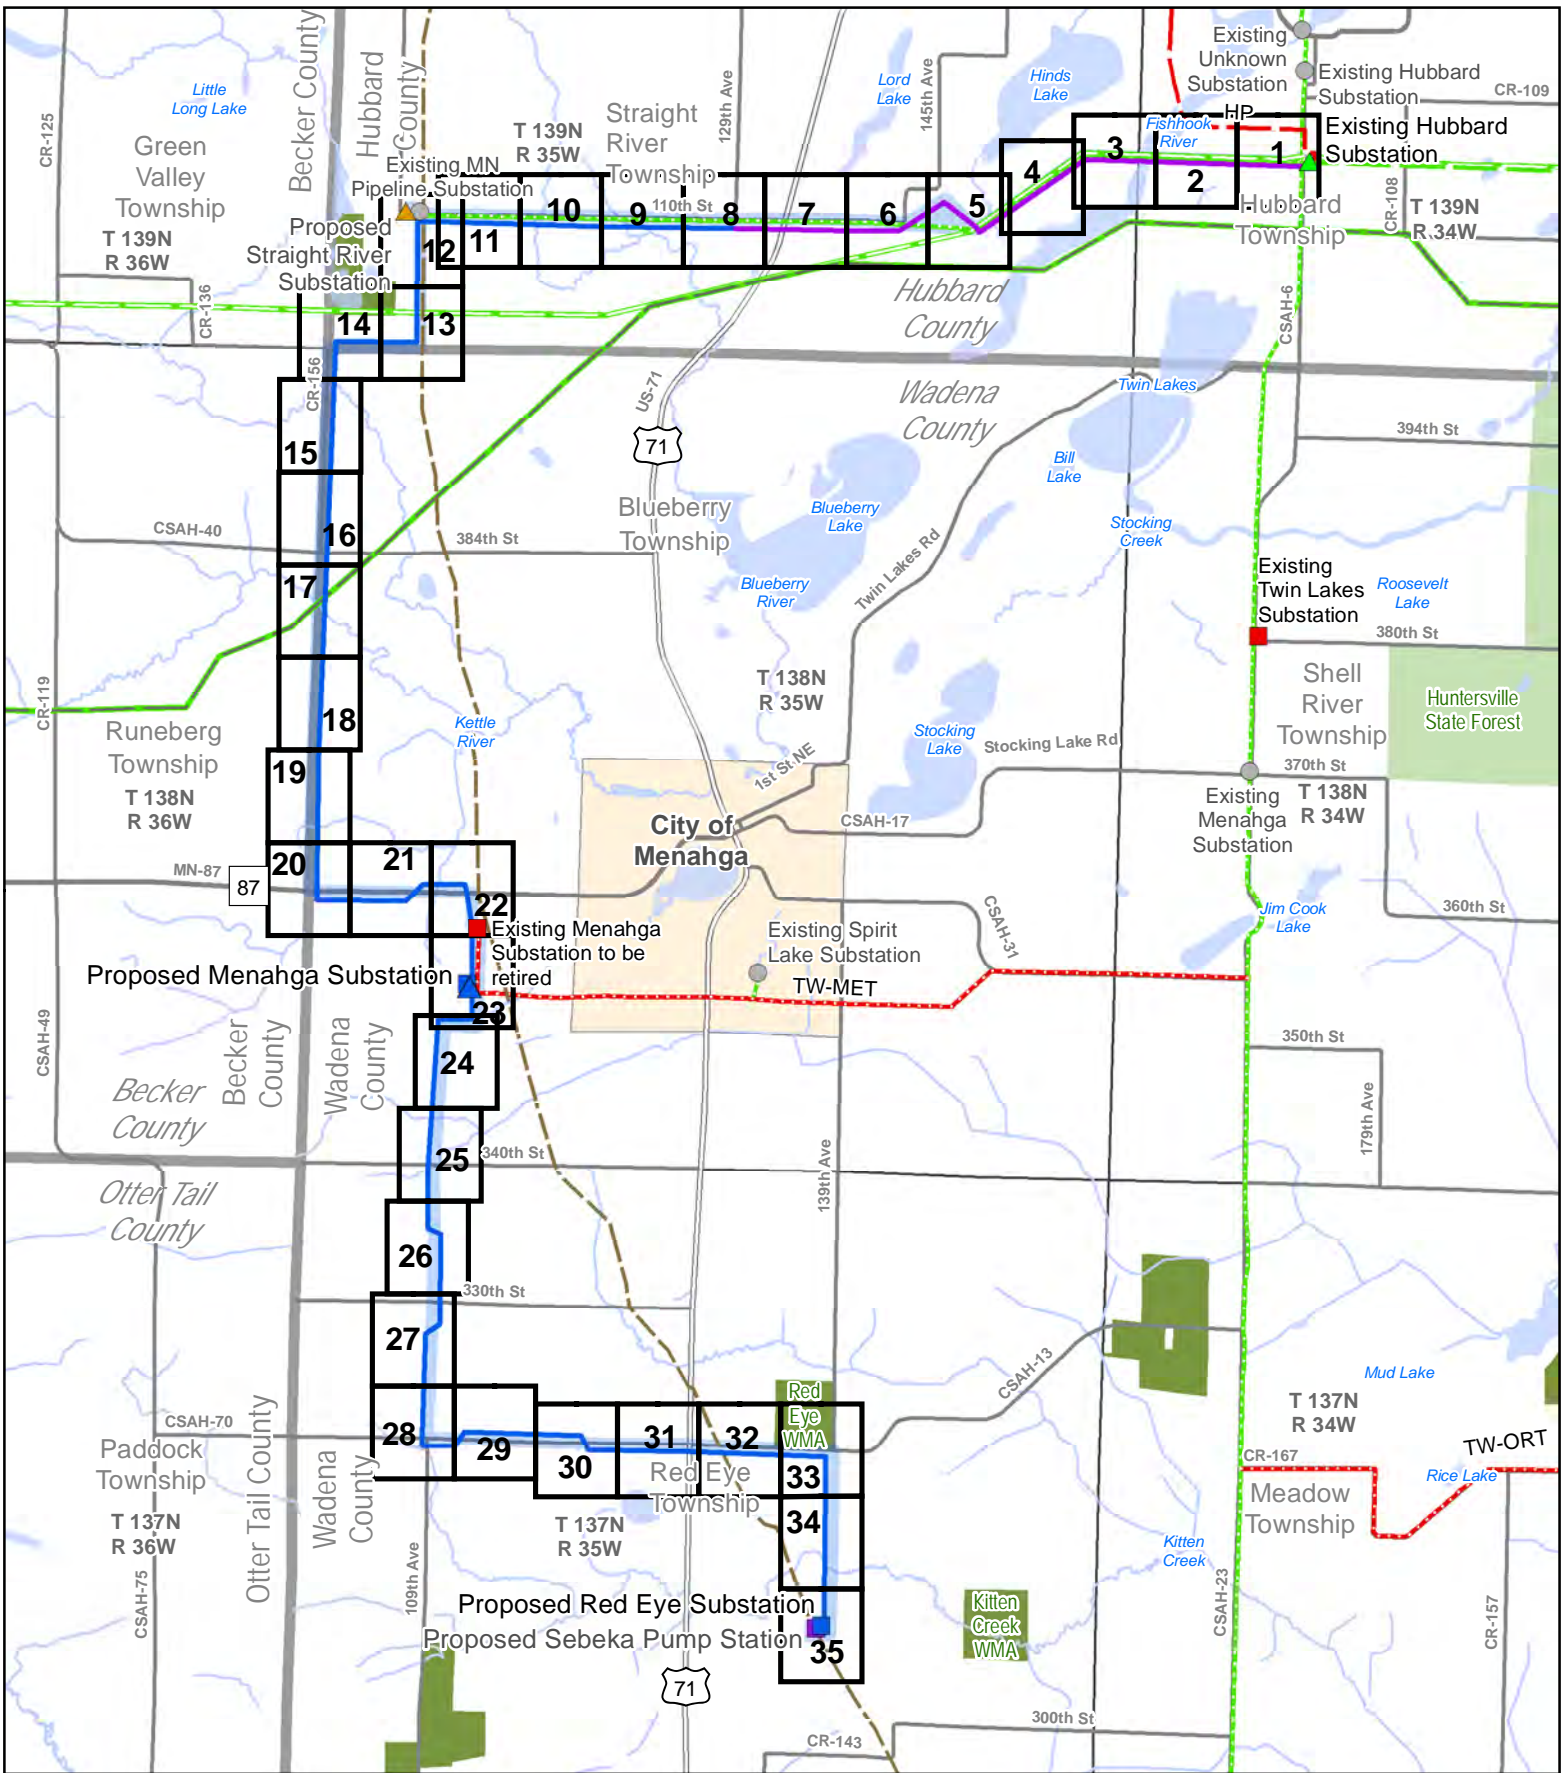 Existing
Unknown
Substation
Existing Hubbard
Substation
CR-109
HP
Existing Hubbard
Substation
Hinds
Lake
Lord
Lake
145th Ave
129th Ave
Fishhook
River
Straight
River
Township
T 139N
R 35W
Little
Long Lake
CR-125
Green
Valley
Township
T 139N
R 36W
Becker County
Hubbard
County
Existing MN
Pipeline Substation
Proposed
Straight River
Substation
110th St
1
2
3
4
5
6
7
8
9
10
11
12
13
14
Hubbard
Township
CR-108
T 139N
R 34W
CSAH-6
CR-136
CR-156
Hubbard
County
Wadena
County
US-71
71
Twin Lakes
394th St
Bill
Lake
Blueberry
Township
Blueberry
Lake
Stocking
Creek
Twin Lakes Rd
Blueberry
River
15
16
17
18
19
20
21
22
23
CSAH-40
384th St
Existing
Twin Lakes
Substation
Roosevelt
Lake
380th St
Shell
River
Township
Huntersville
State Forest
T 138N
R 35W
CR-119
Runeberg
Township
T 138N
R 36W
Kettle
River
Stocking
Lake
Stocking Lake Rd
370th St
1st St NE
Existing
Menahga
Substation
T 138N
R 34W
City of
Menahga
CSAH-17
MN-87
87
CSAH-31
360th St
Jim Cook
Lake
Existing Menahga
Substation to be
retired
Existing Spirit
Lake Substation
TW-MET
Proposed Menahga Substation
CSAH-49
Becker
County
Wadena
County
Becker
County
350th St
179th Ave
24
25
26
27
28
29
30
31
32
33
34
35
340th St
139th Ave
Otter Tail
County
330th St
CSAH-13
Mud Lake
T 137N
R 34W
Red
Eye
WMA
CSAH-70
Paddock
Township
Otter Tail County
Wadena
County
Red Eye
Township
TW-ORT
CR-167
Rice Lake
Meadow
Township
T 137N
R 36W
T 137N
R 35W
Kitten
Creek
CSAH-75
109th Ave
Proposed Red Eye Substation
Proposed Sebeka Pump Station
Kitten
Creek
WMA
CSAH-23
CR-157
71
300th St
CR-143